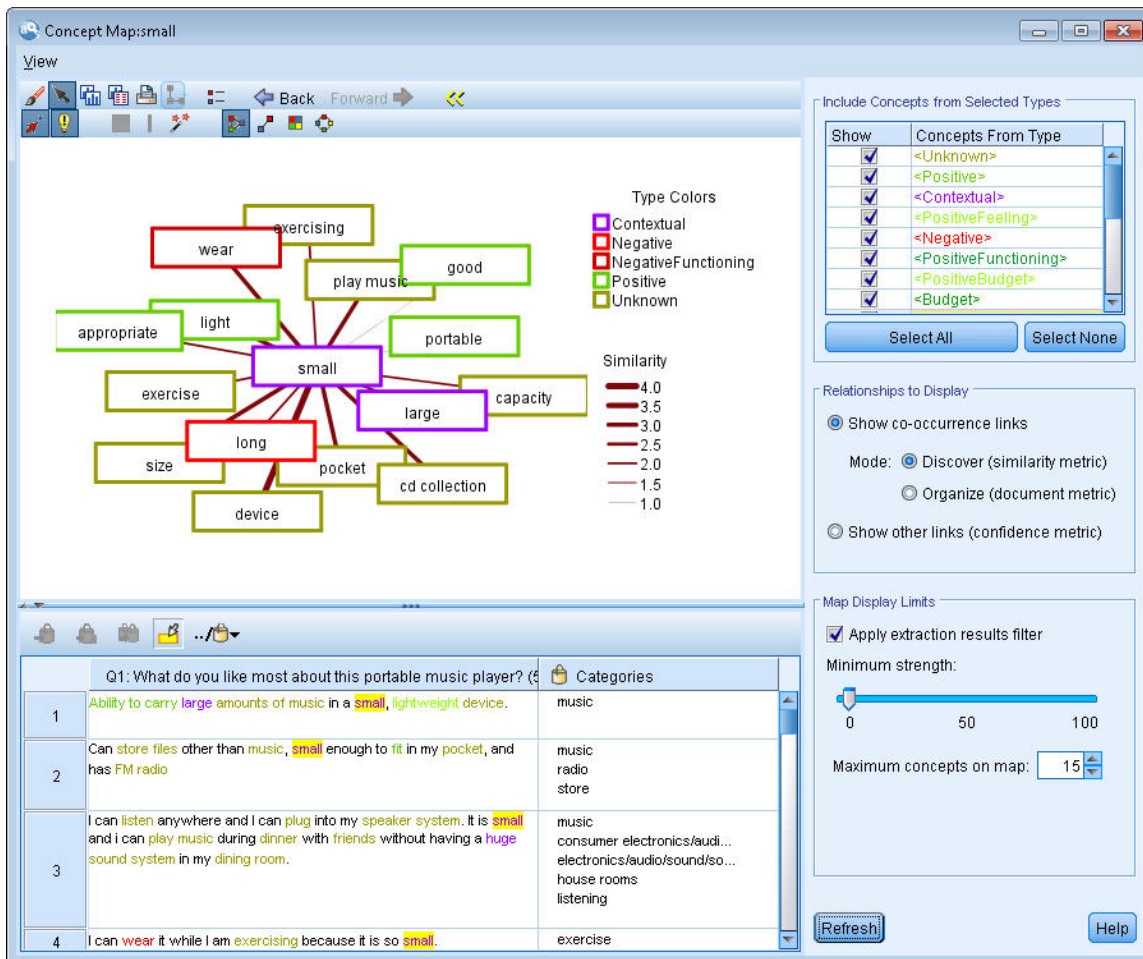 Concept Map:small
View
Back Forward
Type Colors
Contextual
Negative
NegativeFunctioning
Positive
Unknown
exercising
wear
good
play music
light
appropriate
portable
small
exercise
capacity
large
long
size
pocket
cd collection
device
Similarity
4.0
3.5
3.0
2.5
2.0
1.5
1.0
Include Concepts from Selected Types
Show Concepts From Type
<Unknown>
<Positive>
<Contextual>
<PositiveFeeling>
<Negative>
<PositiveFunctioning>
<PositiveBudget>
<Budget>
Select All Select None
Relationships to Display
Show co-occurrence links
Mode: Discover (similarity metric)
Organize (document metric)
Show other links (confidence metric)
Map Display Limits
Apply extraction results filter
Minimum strength:
0 50 100
Maximum concepts on map: 15
Refresh Help
../
Q1: What do you like most about this portable music player? (5 Categories
1
Ability to carry large amounts of music in a small, lightweight device.
music
2
Can store files other than music, small enough to fit in my pocket, and
has FM radio
music
radio
store
3
I can listen anywhere and I can plug into my speaker system. It is small
and i can play music during dinner with friends without having a huge
sound system in my dining room.
music
consumer electronics/audi...
electronics/audio/sound/so...
house rooms
listening
4
I can wear it while I am exercising because it is so small.
exercise